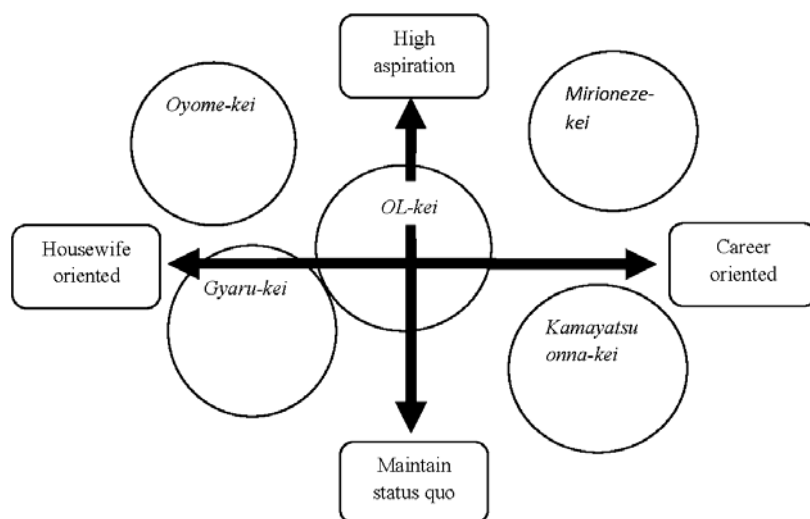 High
aspiration
Oyome-kei
Mirioneze-
kei
OL-kei
Housewife
oriented
Career
oriented
Gyaru-kei
Kamayatsu
onna-kei
Maintain
status quo